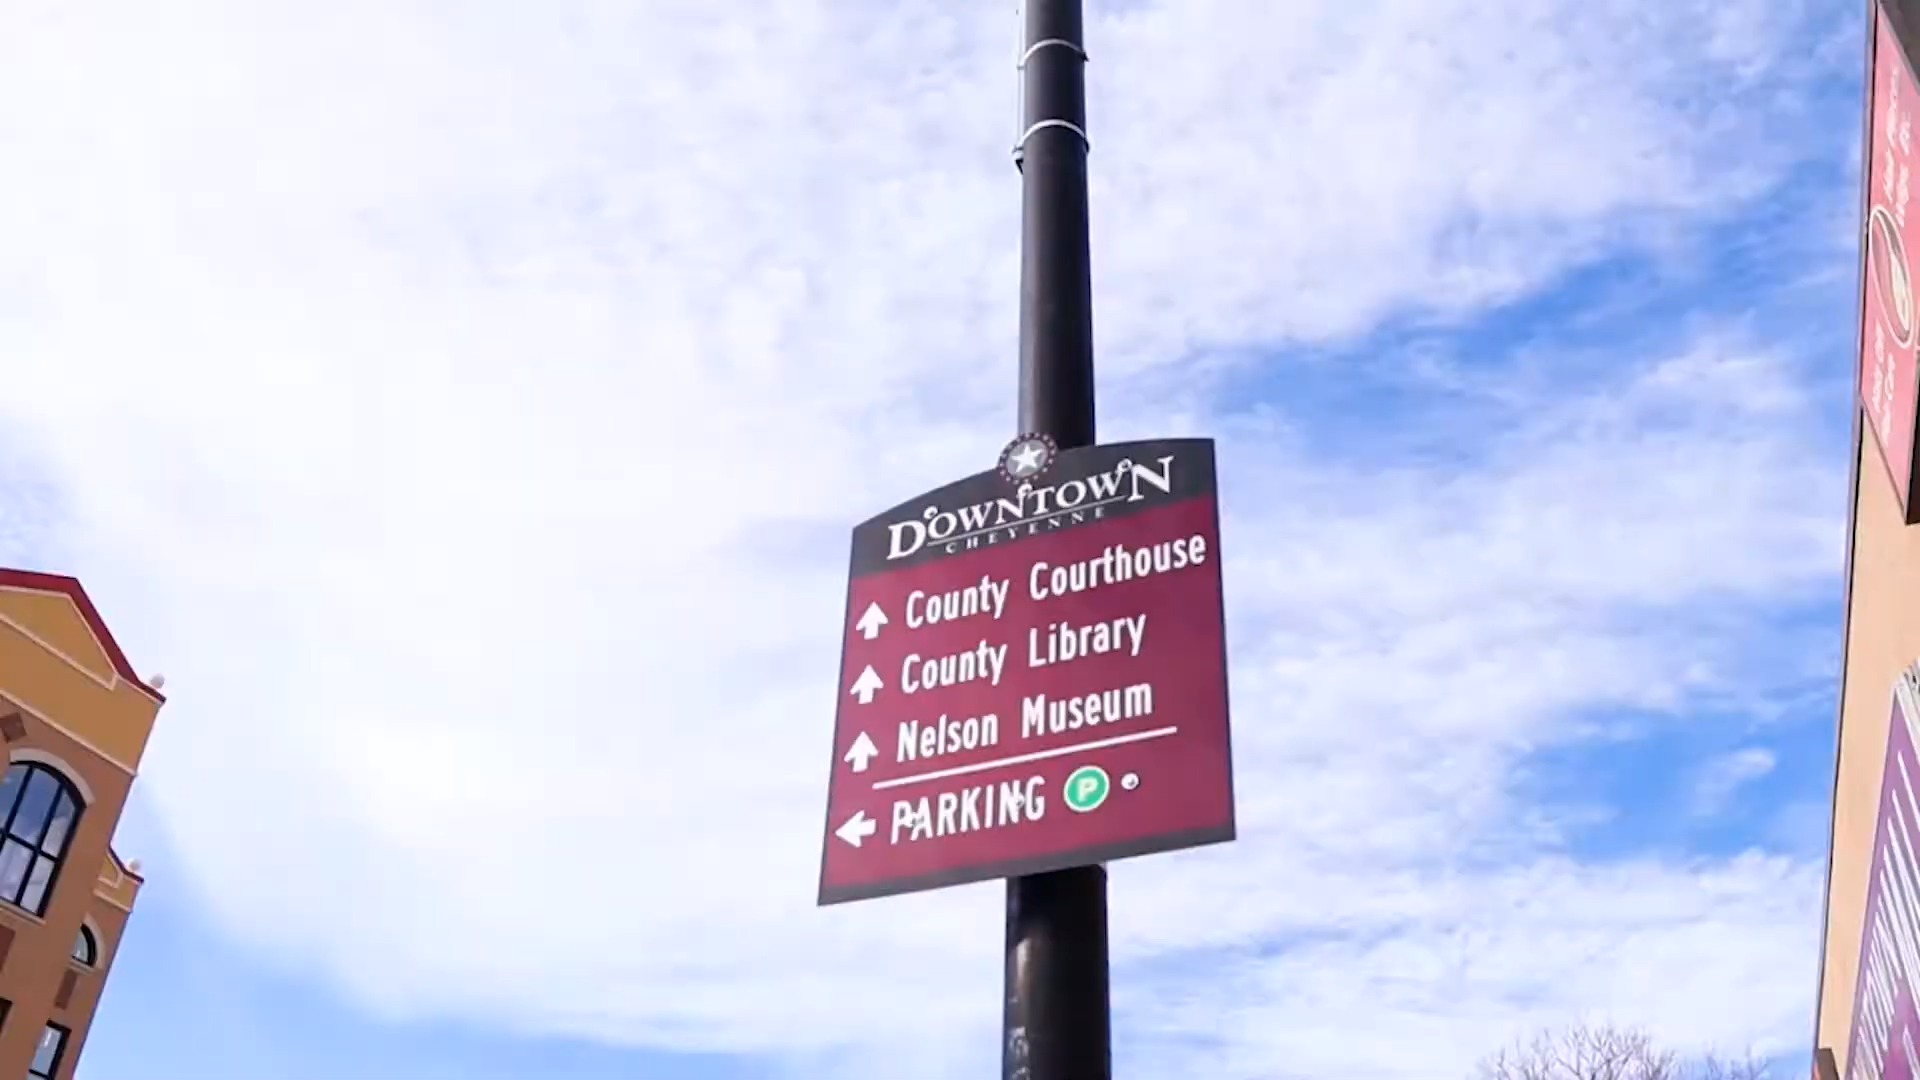 DOWNTOWN
CHEYENNE
County Courthouse
County Library
Nelson Museum
PARKING P